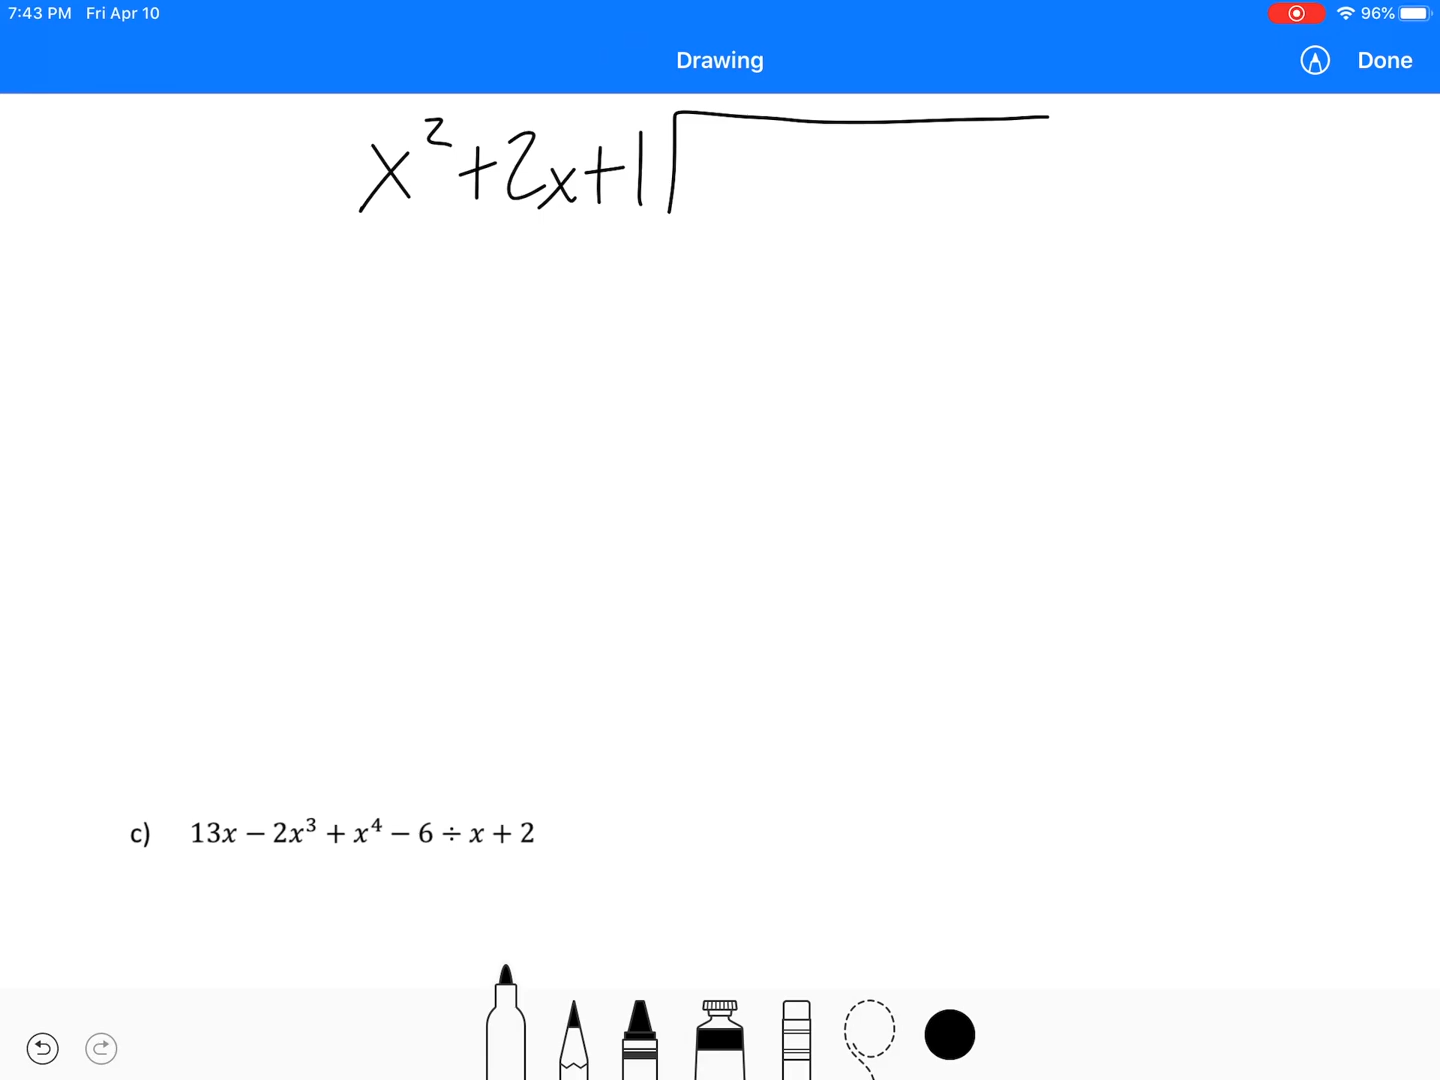 7:43 PM Fri Apr 10 96%
Drawing Done
x²+2x+1
c) 13x − 2x³ + x⁴ − 6 ÷ x + 2